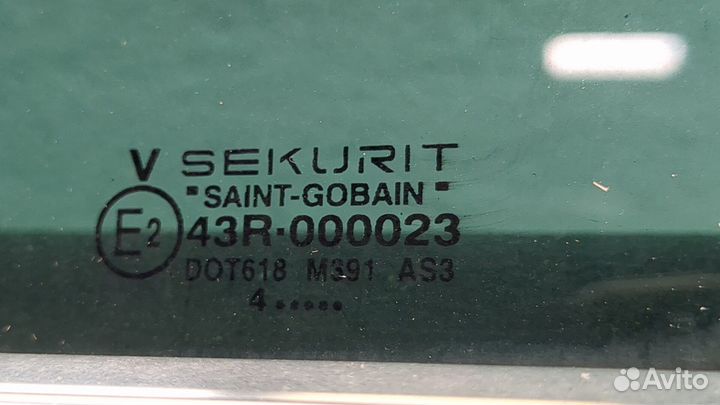 V SEKURIT
"SAINT-GOBAIN"
E2 43R-000023
DOT618 M391 AS3
4.....
Avito